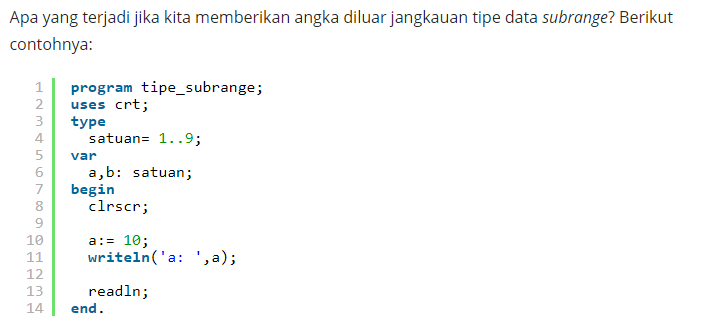 Apa yang terjadi jika kita memberikan angka diluar jangkauan tipe data subrange? Berikut
contohnya:
1 program tipe_subrange;
2 uses crt;
3 type
4   satuan= 1..9;
5 var
6   a,b: satuan;
7 begin
8   clrscr;
9
10   a:= 10;
11   writeln('a: ',a);
12
13   readln;
14 end.